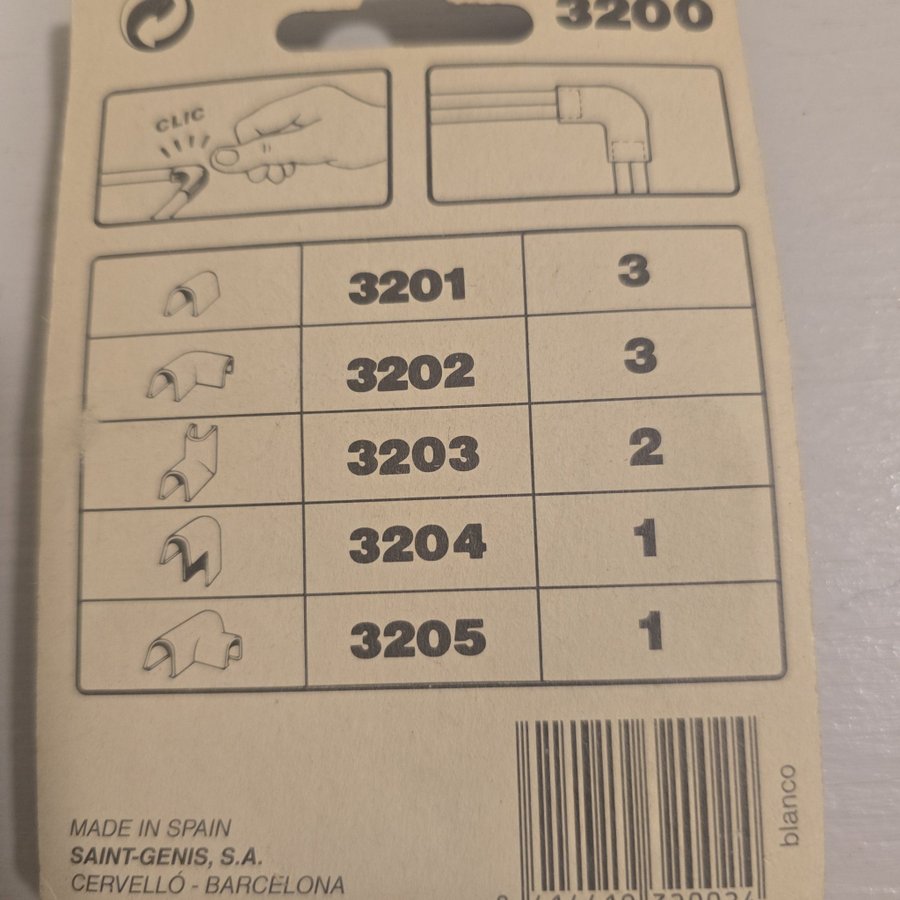 3200
CLIC
3201 3
3202 3
3203 2
3204 1
3205 1
MADE IN SPAIN
SAINT-GENIS, S.A.
CERVELLÓ - BARCELONA
blanco